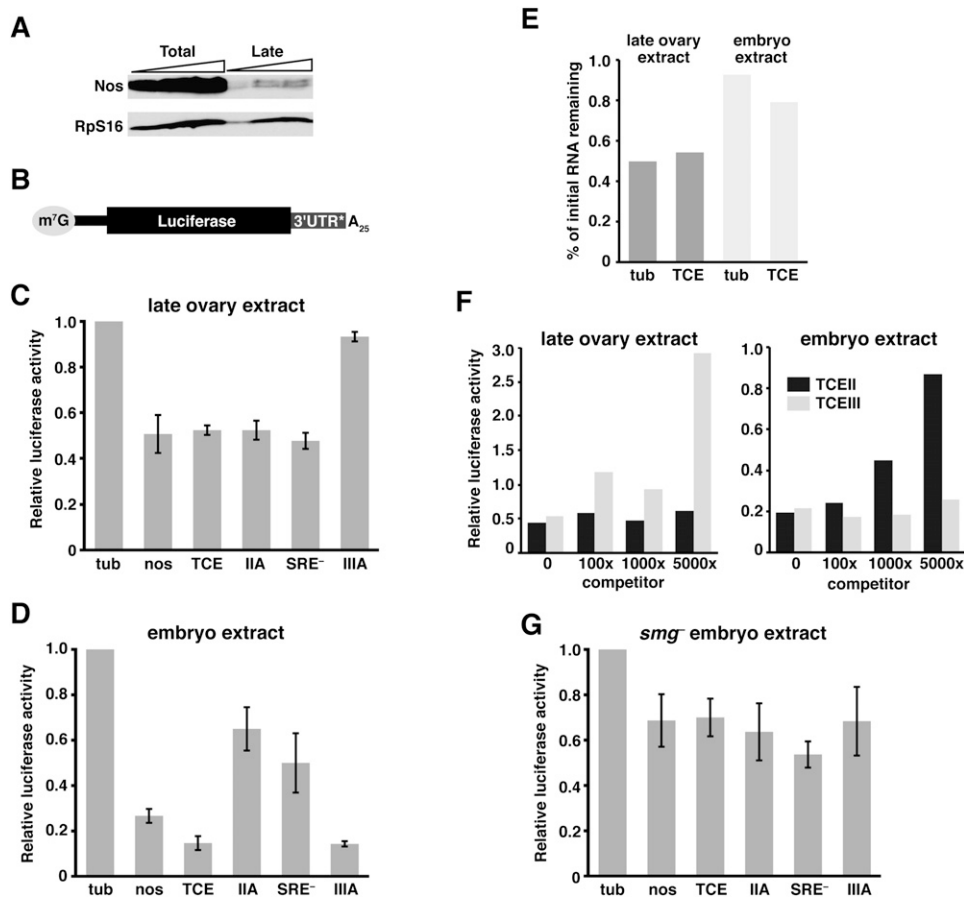 A
Total Late
Nos
RpS16
B
m⁷G Luciferase 3'UTR* A₂₅
C
late ovary extract
Relative luciferase activity
1.0
0.8
0.6
0.4
0.2
0
tub nos TCE IIA SRE⁻ IIIA
D
embryo extract
Relative luciferase activity
1.0
0.8
0.6
0.4
0.2
0
tub nos TCE IIA SRE⁻ IIIA
E
late ovary extract
embryo extract
% of initial RNA remaining
1.0
0.8
0.6
0.4
0.2
0
tub TCE tub TCE
F
late ovary extract
Relative luciferase activity
3.0
2.5
2.0
1.5
1.0
0.5
0
0 100x 1000x 5000x
competitor
embryo extract
TCEII
TCEIII
1.0
0.8
0.6
0.4
0.2
0
0 100x 1000x 5000x
competitor
G
smg⁻ embryo extract
Relative luciferase activity
1.0
0.8
0.6
0.4
0.2
0
tub nos TCE IIA SRE⁻ IIIA